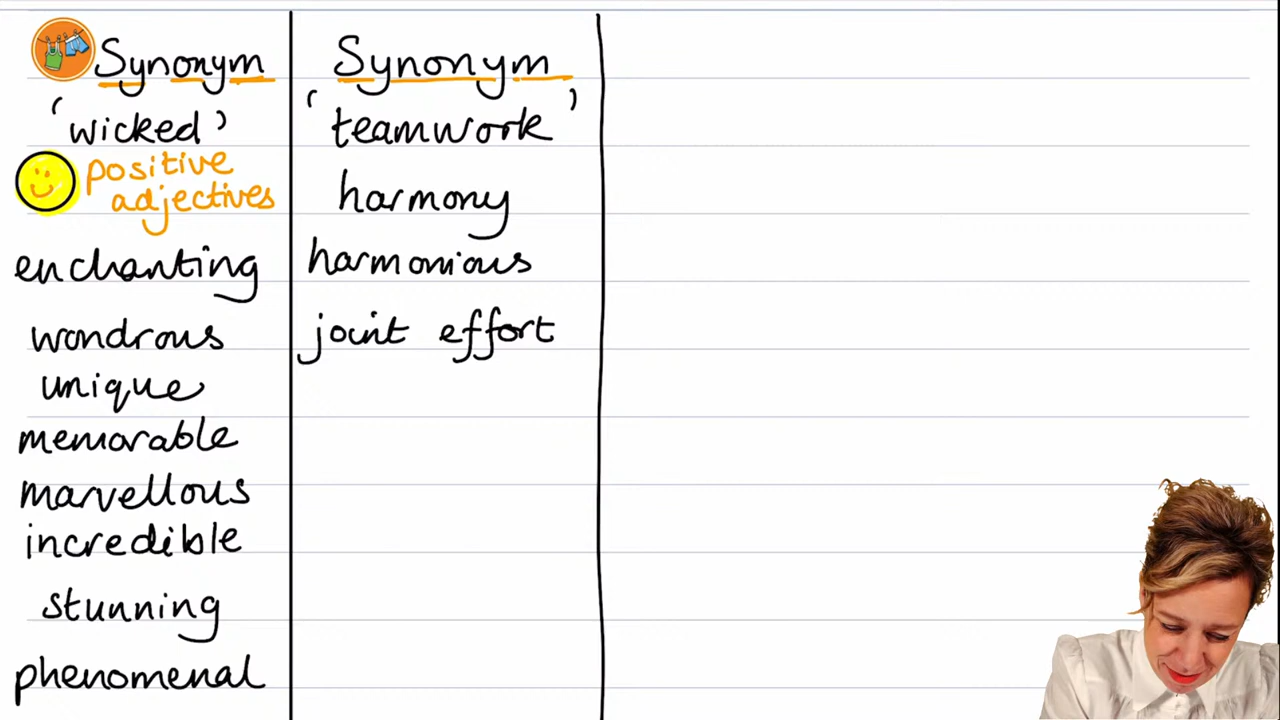 Synonym
'wicked'
positive
adjectives
enchanting
wondrous
unique
memorable
marvellous
incredible
stunning
phenomenal
Synonym
'teamwork'
harmony
harmonious
joint effort